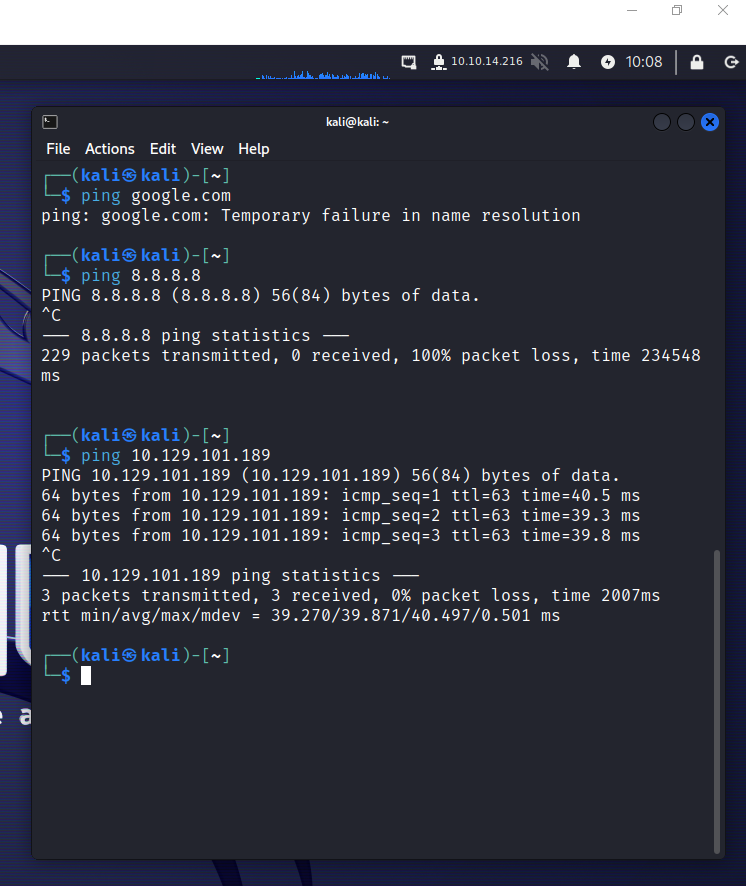 10.10.14.216
10:08
kali@kali: ~
File Actions Edit View Help
┌──(kali㉿kali)-[~]
└─$ ping google.com
ping: google.com: Temporary failure in name resolution
┌──(kali㉿kali)-[~]
└─$ ping 8.8.8.8
PING 8.8.8.8 (8.8.8.8) 56(84) bytes of data.
^C
--- 8.8.8.8 ping statistics ---
229 packets transmitted, 0 received, 100% packet loss, time 234548
ms
┌──(kali㉿kali)-[~]
└─$ ping 10.129.101.189
PING 10.129.101.189 (10.129.101.189) 56(84) bytes of data.
64 bytes from 10.129.101.189: icmp_seq=1 ttl=63 time=40.5 ms
64 bytes from 10.129.101.189: icmp_seq=2 ttl=63 time=39.3 ms
64 bytes from 10.129.101.189: icmp_seq=3 ttl=63 time=39.8 ms
^C
--- 10.129.101.189 ping statistics ---
3 packets transmitted, 3 received, 0% packet loss, time 2007ms
rtt min/avg/max/mdev = 39.270/39.871/40.497/0.501 ms
┌──(kali㉿kali)-[~]
└─$